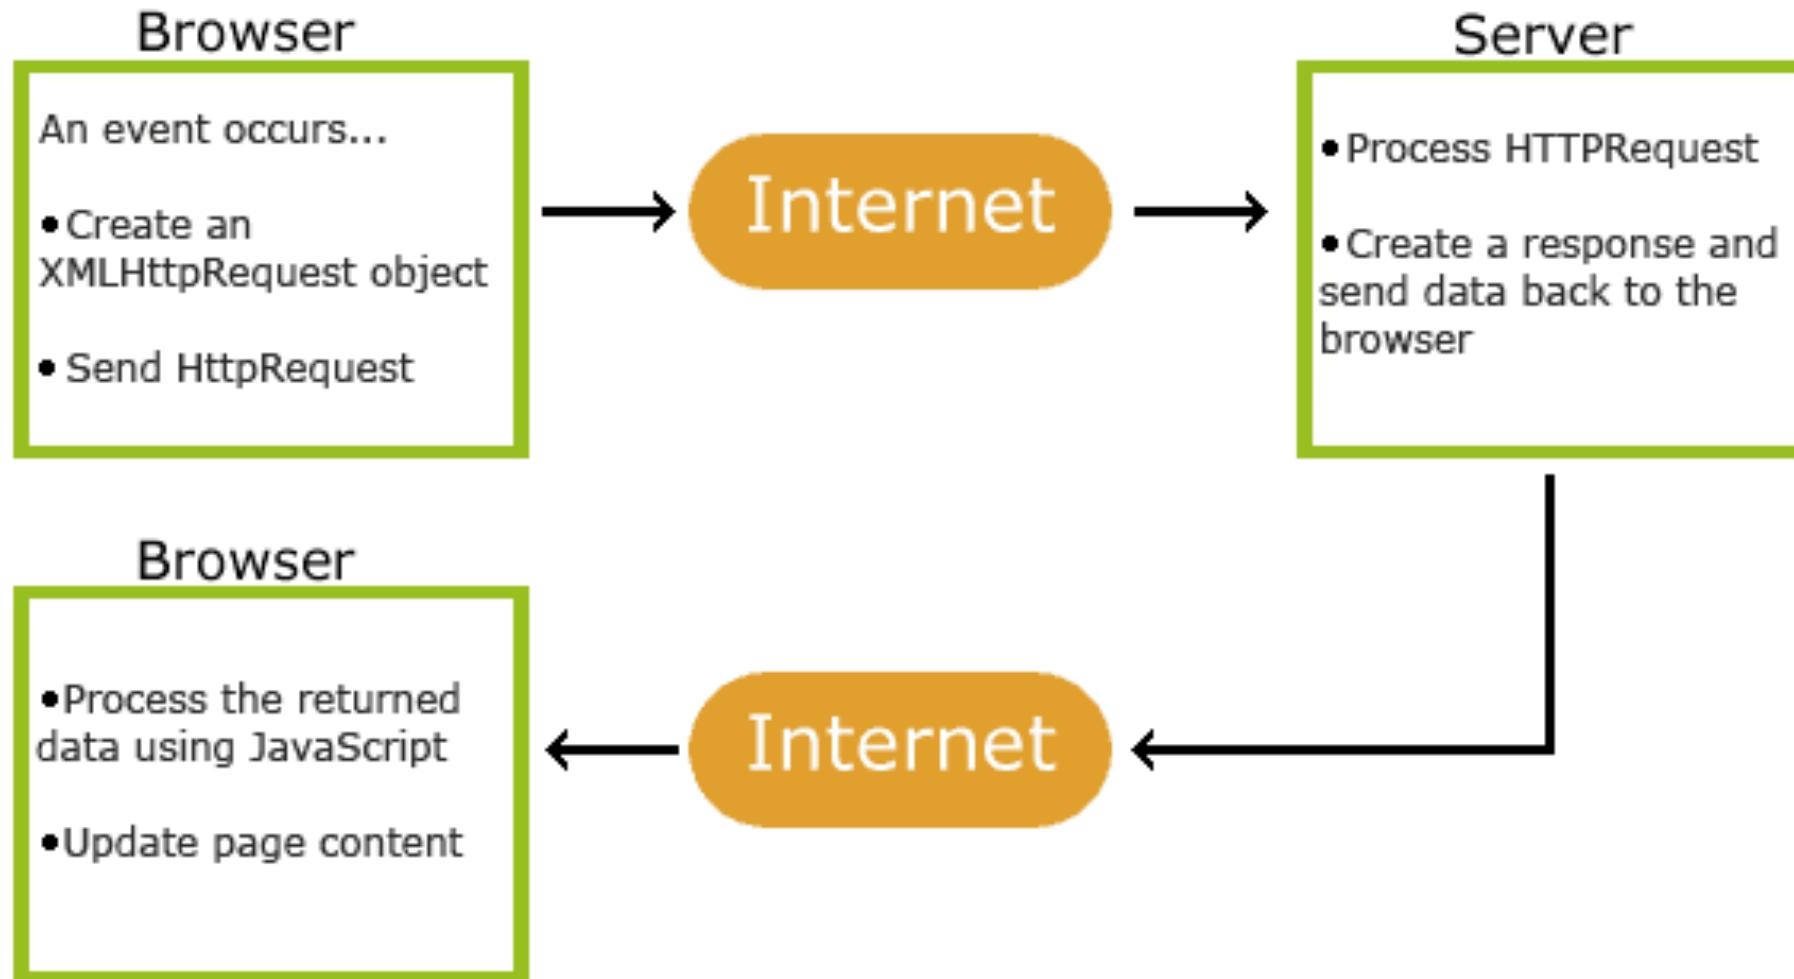 Browser
An event occurs...
•Create an
XMLHttpRequest object
• Send HttpRequest
Internet
Server
•Process HTTPRequest
•Create a response and
send data back to the
browser
Browser
•Process the returned
data using JavaScript
•Update page content
Internet